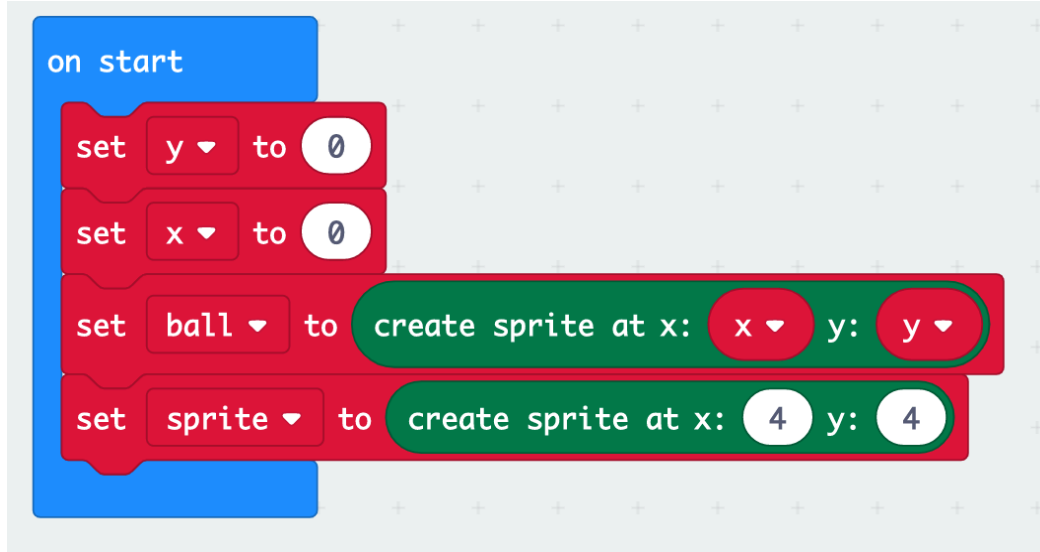 on start
set y to 0
set x to 0
set ball to create sprite at x: x y: y
set sprite to create sprite at x: 4 y: 4